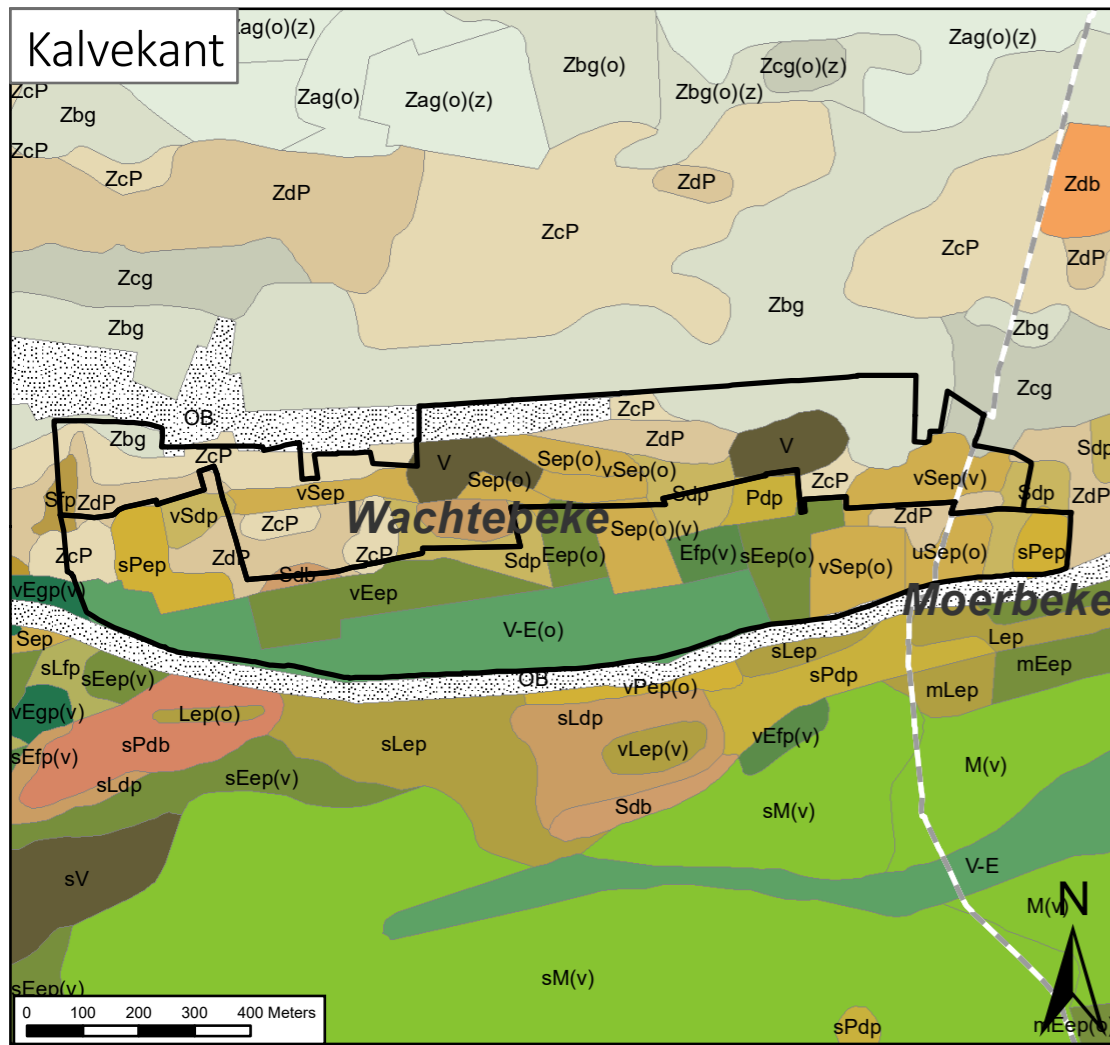 Kalvekant
Zag(o)(z)
Zag(o)
Zag(o)(z)
Zbg(o)
Zbg(o)(z)
Zcg(o)(z)
Zag(o)(z)
ZcP
Zbg
ZcP
ZcP
ZdP
ZdP
Zdb
ZcP
ZcP
ZdP
Zcg
Zbg
Zbg
Zbg
Zcg
OB
ZcP
Zbg
ZcP
ZdP
V
Sep(o)
vSep(o)
Sep(o)
V
ZcP
vSep(v)
Sdp
Sdp
ZdP
Sfp
ZdP
vSep
Sdp
Pdp
vSdp
ZcP
Wachtebeke
Sep(o)(v)
ZdP
ZcP
sPep
ZdP
ZcP
Sdp
Eep(o)
Efp(v)
sEep(o)
vSep(o)
uSep(o)
sPep
Sdb
vEgp(v)
vEep
Moerbeke
V-E(o)
Sep
Lep
sLfp
sEep(v)
OB
sLep
sPdp
vPep(o)
mLep
mEep
vEgp(v)
Lep(o)
sPdb
sLdp
sLep
vLep(v)
vEfp(v)
sEfp(v)
sLdp
sEep(v)
M(v)
Sdb
sM(v)
sV
V-E
M(v)
N
sM(v)
sEep(v)
sPdp
mEep(o)
0 100 200 300 400 Meters